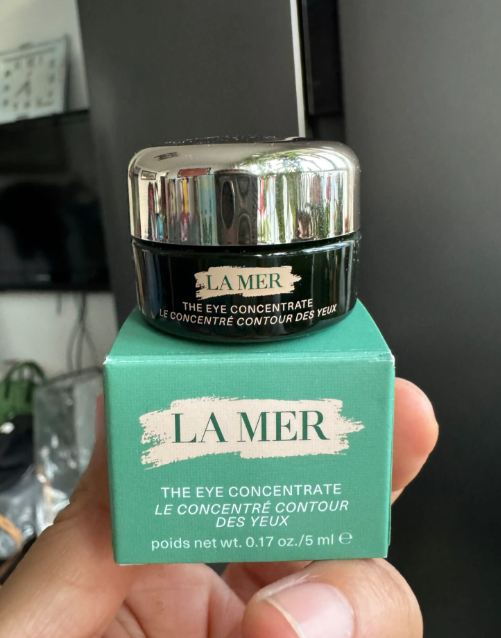 LA MER
THE EYE CONCENTRATE
LE CONCENTRÉ CONTOUR DES YEUX
LA MER
THE EYE CONCENTRATE
LE CONCENTRÉ CONTOUR
DES YEUX
poids net wt. 0.17 oz./5 ml ℮